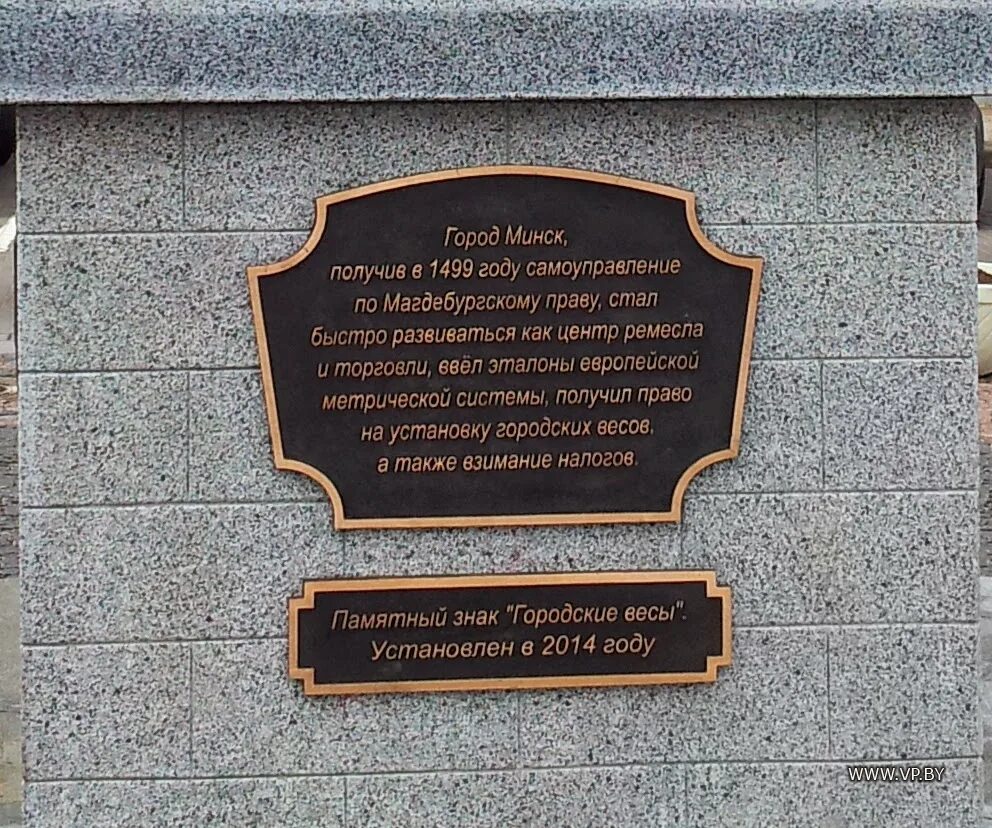 Город Минск,
получив в 1499 году самоуправление
по Магдебургскому праву, стал
быстро развиваться как центр ремесла
и торговли, ввёл эталоны европейской
метрической системы, получил право
на установку городских весов,
а также взимание налогов.
Памятный знак "Городские весы".
Установлен в 2014 году
WWW.VP.BY